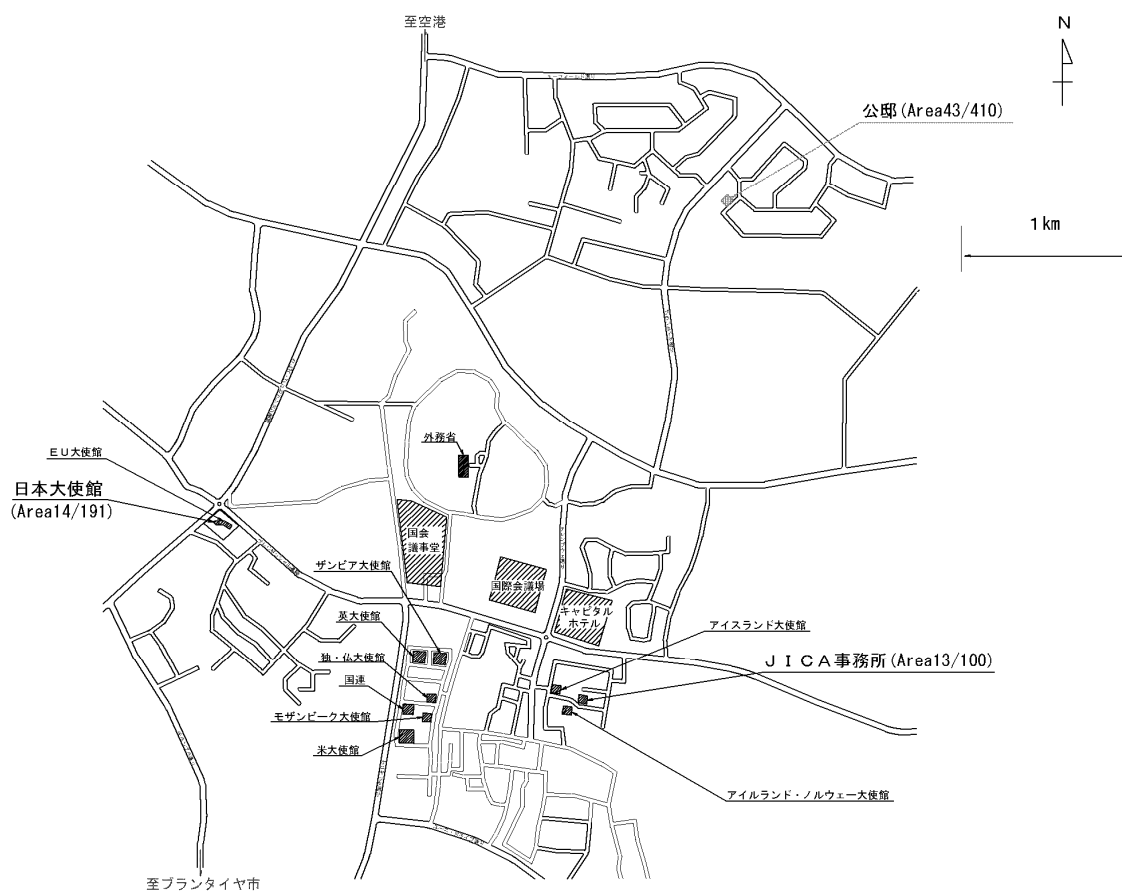 至空港
N
公邸(Area43/410)
1km
外務省
EU大使館
日本大使館
(Area14/191)
国会
議事堂
ザンビア大使館
国際会議場
キャピタル
ホテル
英大使館
アイスランド大使館
独・仏大使館
JICA事務所(Area13/100)
国連
モザンビーク大使館
米大使館
アイルランド・ノルウェー大使館
至ブランタイヤ市